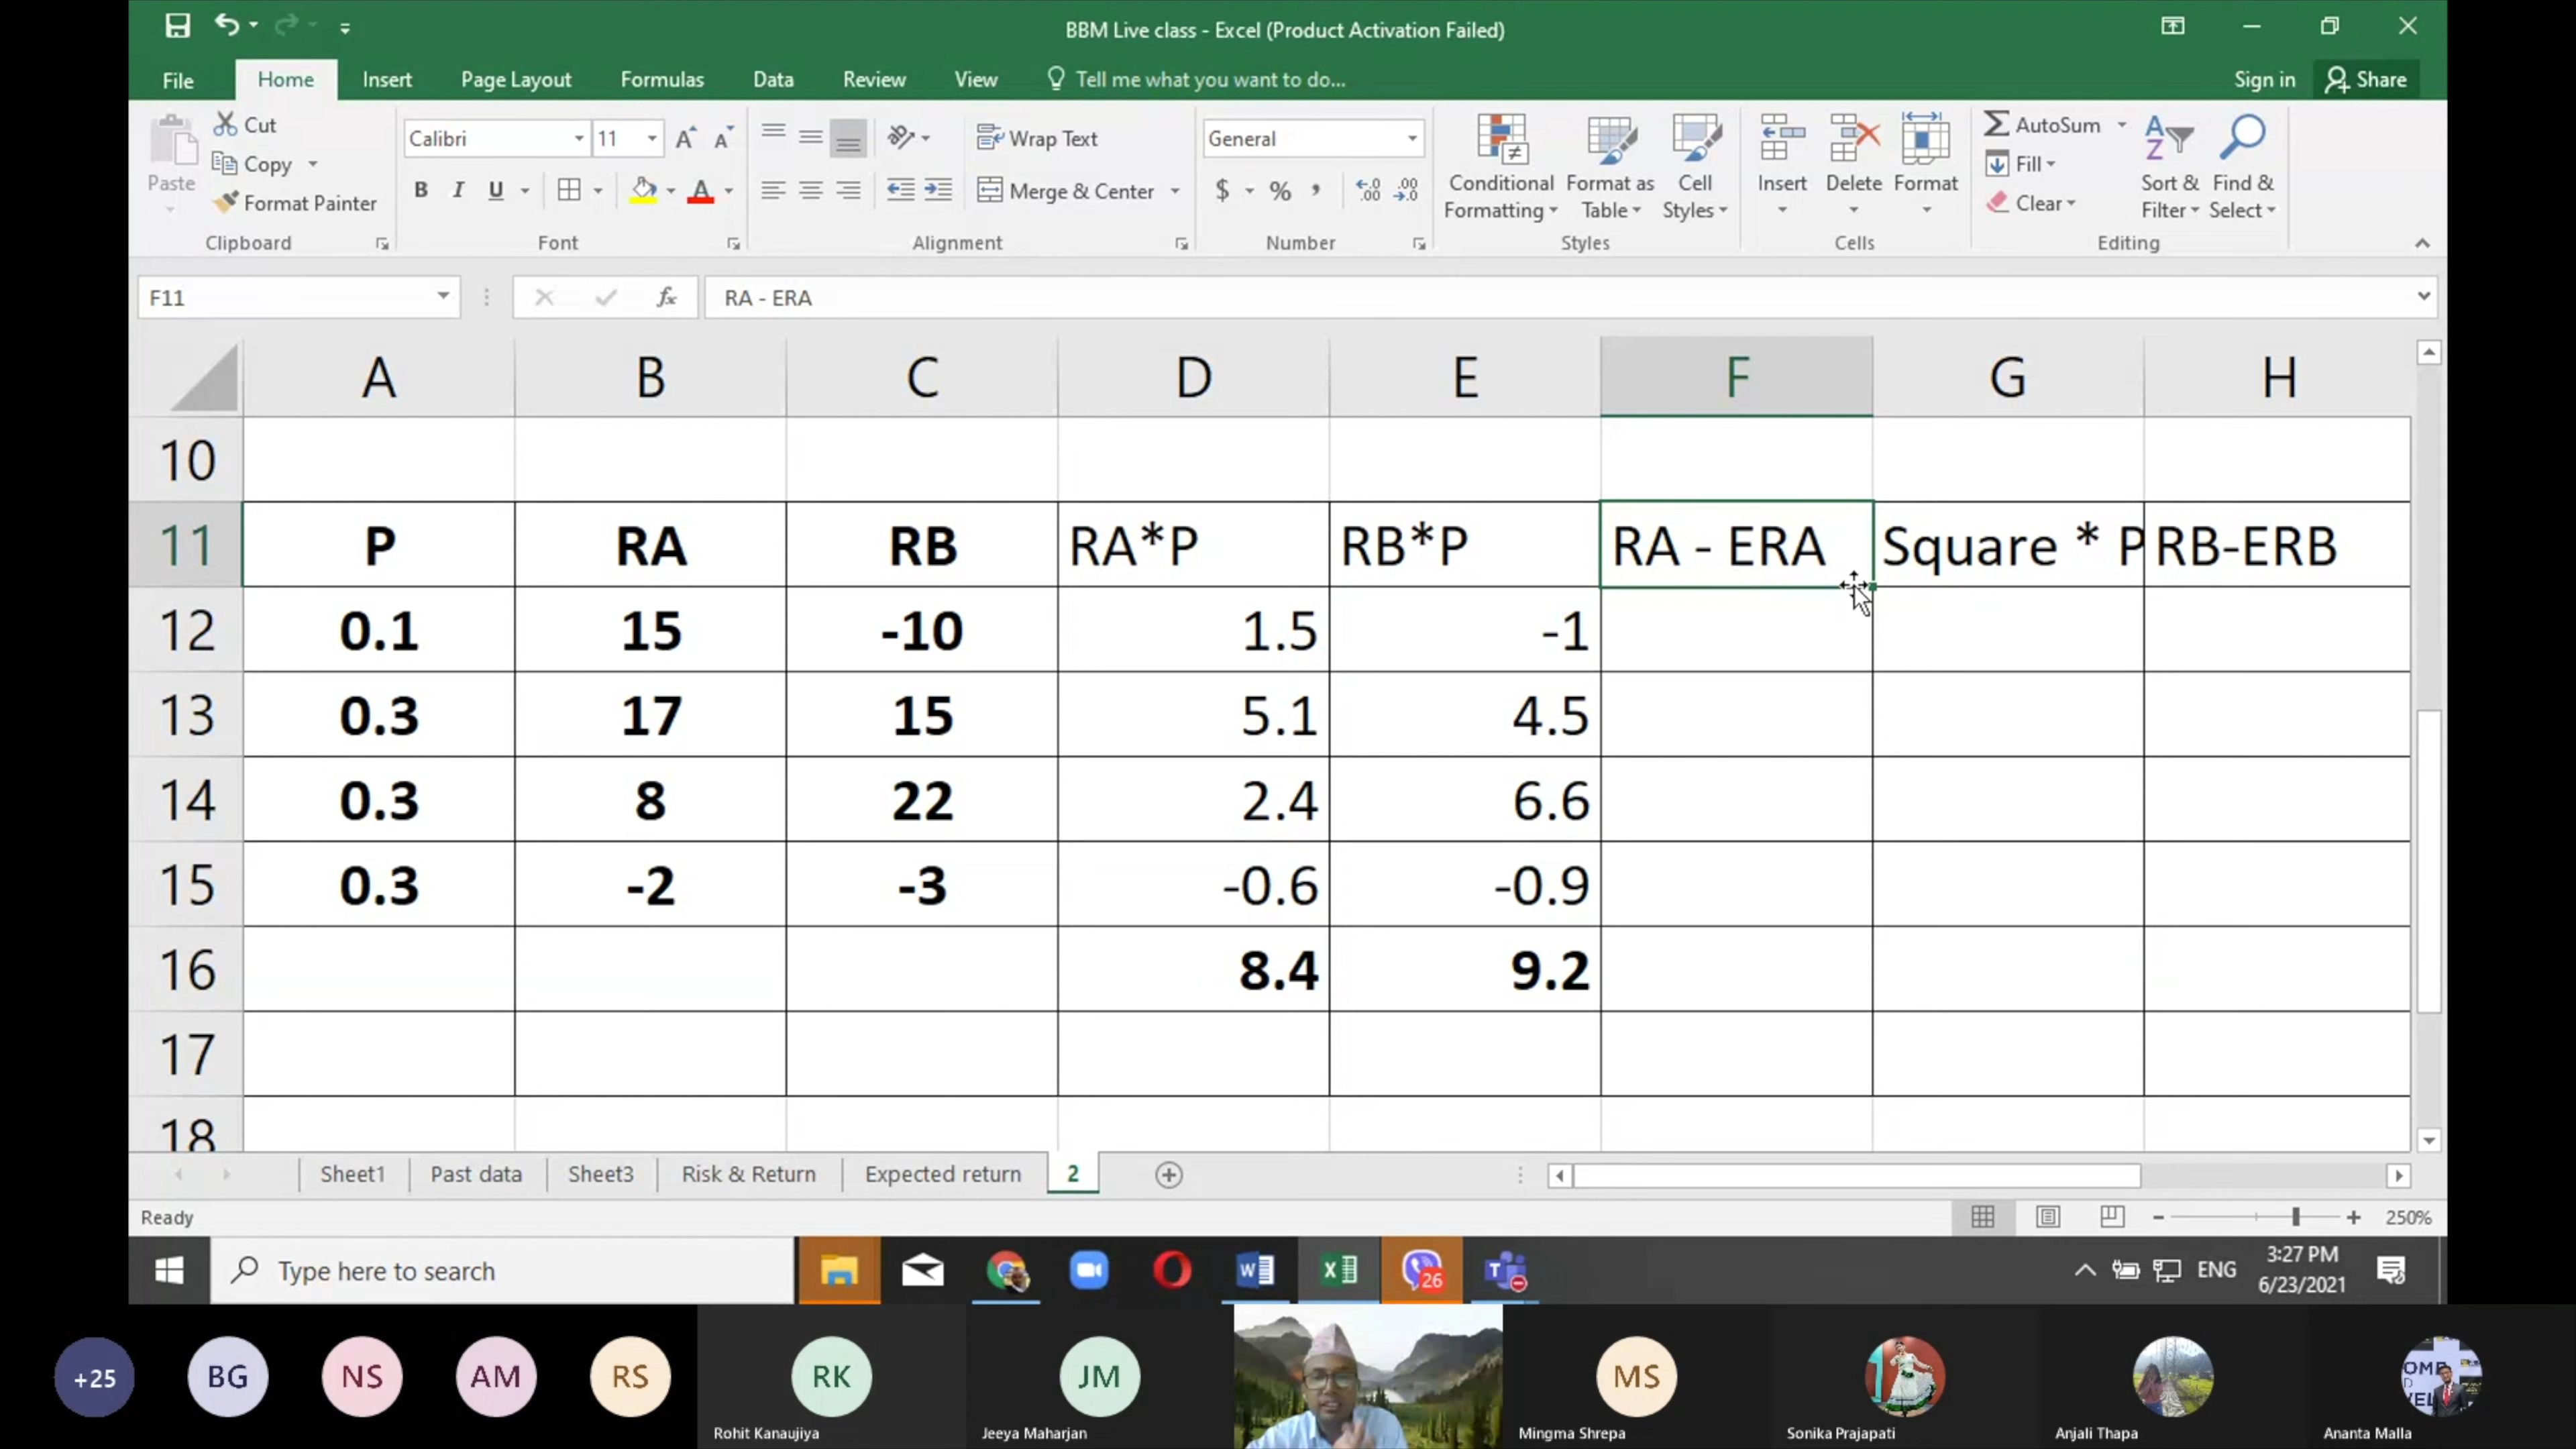 BBM Live class - Excel (Product Activation Failed)
File Home Insert Page Layout Formulas Data Review View Tell me what you want to do... Sign in Share
Paste Cut Copy Format Painter Clipboard
Calibri 11 B I U A Font
Wrap Text Merge & Center Alignment
General $ % , Number
Conditional Formatting Format as Table Cell Styles Styles
Insert Delete Format Cells
AutoSum Fill Clear Sort & Filter Find & Select Editing
F11 fx RA - ERA
A B C D E F G H
10
11 P RA RB RA*P RB*P RA - ERA Square * P RB-ERB
12 0.1 15 -10 1.5 -1
13 0.3 17 15 5.1 4.5
14 0.3 8 22 2.4 6.6
15 0.3 -2 -3 -0.6 -0.9
16 8.4 9.2
17
18
Sheet1 Past data Sheet3 Risk & Return Expected return 2
Ready 250%
Type here to search 26 ENG 3:27 PM
6/23/2021
+25 BG NS AM RS RK JM MS
Rohit Kanaujiya Jeeya Maharjan Mingma Shrepa Sonika Prajapati Anjali Thapa Ananta Malla